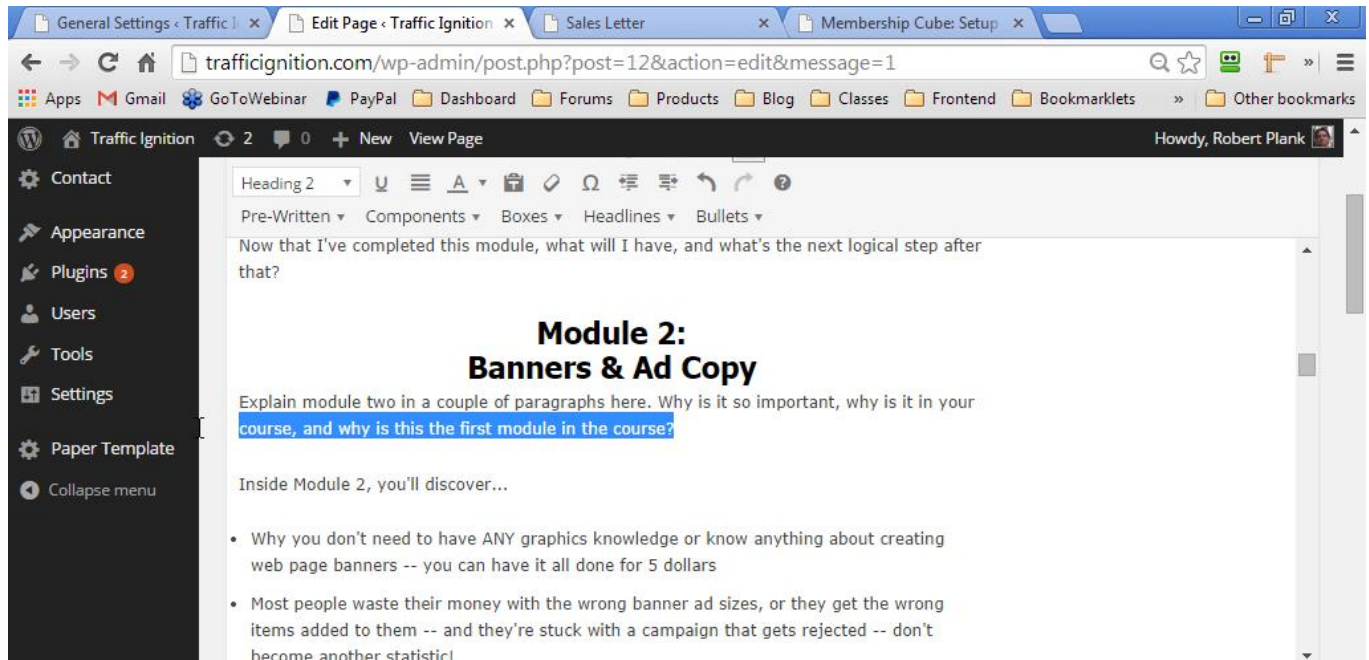 General Settings ‹ Traffic I
Edit Page ‹ Traffic Ignition
Sales Letter
Membership Cube: Setup
trafficignition.com/wp-admin/post.php?post=12&action=edit&message=1
Apps Gmail GoToWebinar PayPal Dashboard Forums Products Blog Classes Frontend Bookmarklets » Other bookmarks
Traffic Ignition 2 0 + New View Page Howdy, Robert Plank
Contact
Appearance
Plugins 2
Users
Tools
Settings
Paper Template
Collapse menu
Heading 2
Pre-Written Components Boxes Headlines Bullets
Now that I've completed this module, what will I have, and what's the next logical step after
that?
Module 2:
Banners & Ad Copy
Explain module two in a couple of paragraphs here. Why is it so important, why is it in your
course, and why is this the first module in the course?
Inside Module 2, you'll discover...
• Why you don't need to have ANY graphics knowledge or know anything about creating
web page banners -- you can have it all done for 5 dollars
• Most people waste their money with the wrong banner ad sizes, or they get the wrong
items added to them -- and they're stuck with a campaign that gets rejected -- don't
become another statistic!